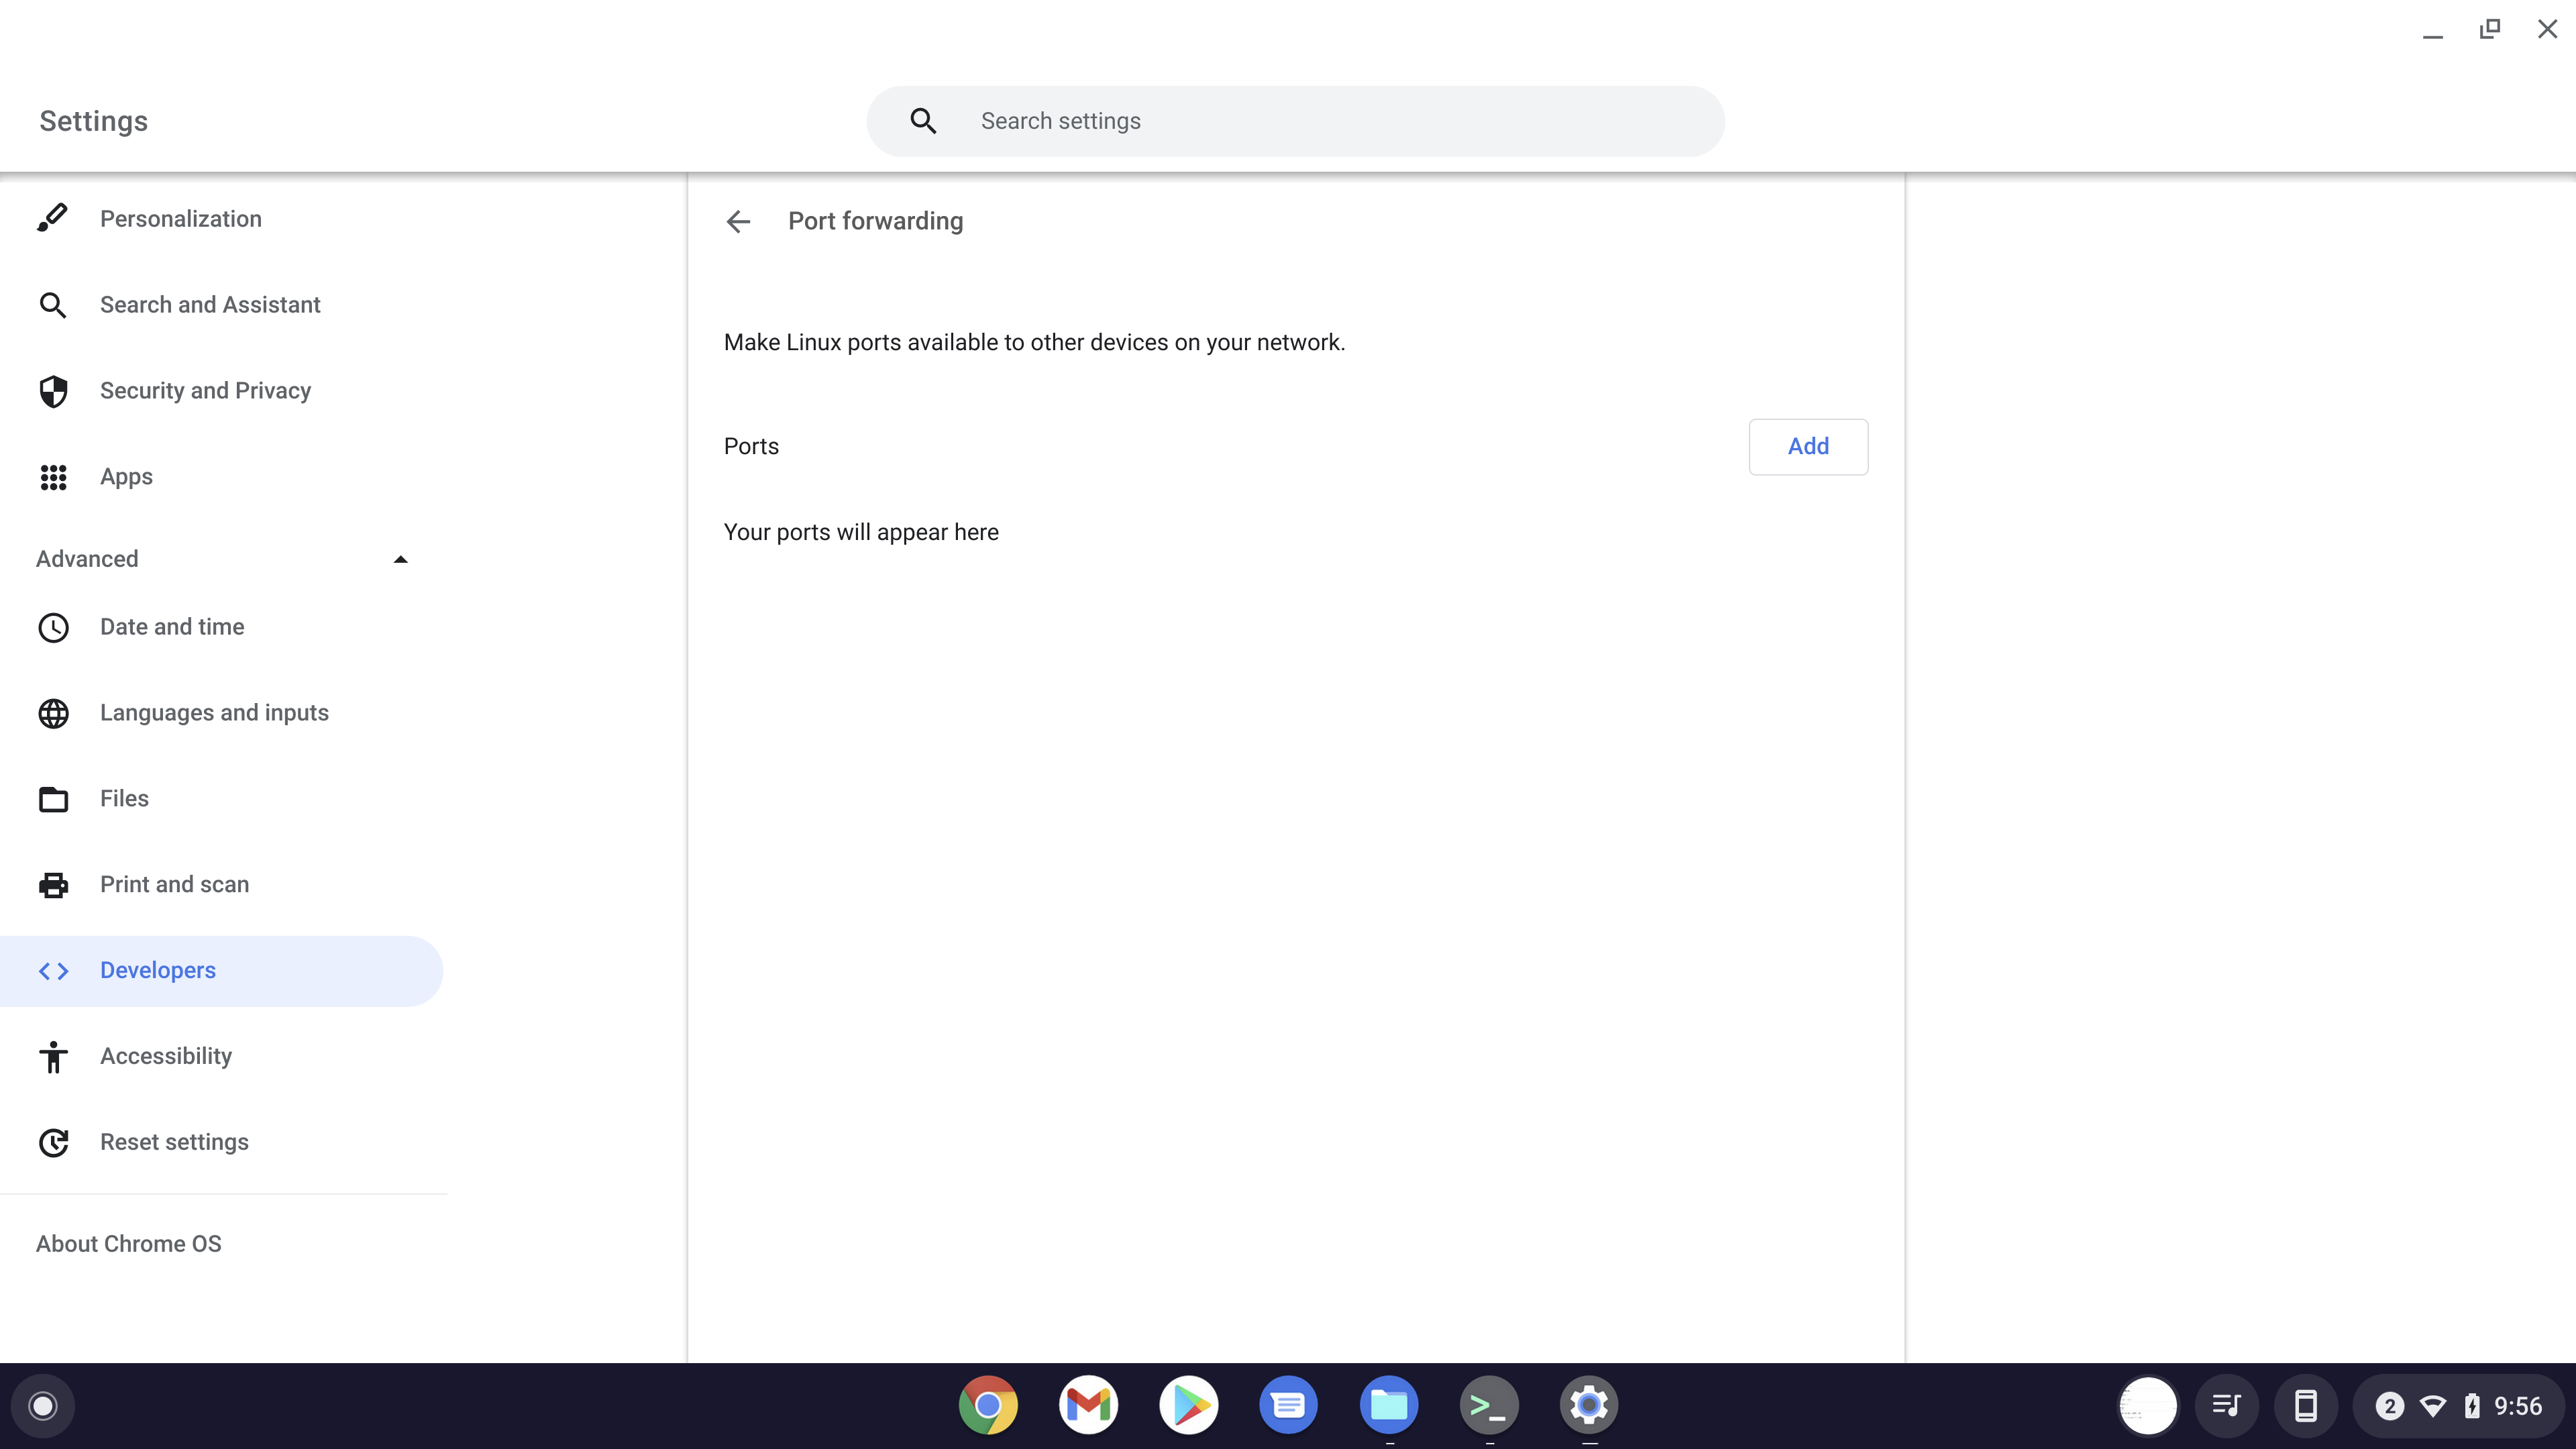 Settings
Search settings
Personalization
Search and Assistant
Security and Privacy
Apps
Advanced
Date and time
Languages and inputs
Files
Print and scan
Developers
Accessibility
Reset settings
About Chrome OS
Port forwarding
Make Linux ports available to other devices on your network.
Ports
Add
Your ports will appear here
2
9:56